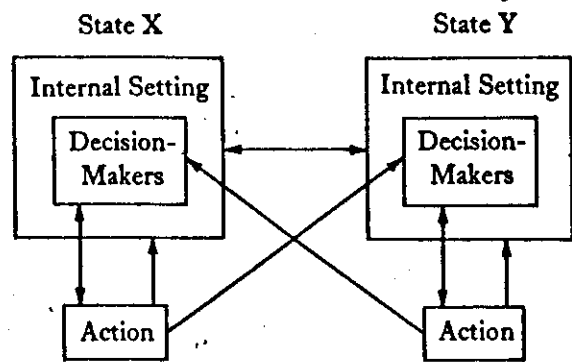 State X
State Y
Internal Setting
Internal Setting
Decision-
Makers
Decision-
Makers
Action
Action